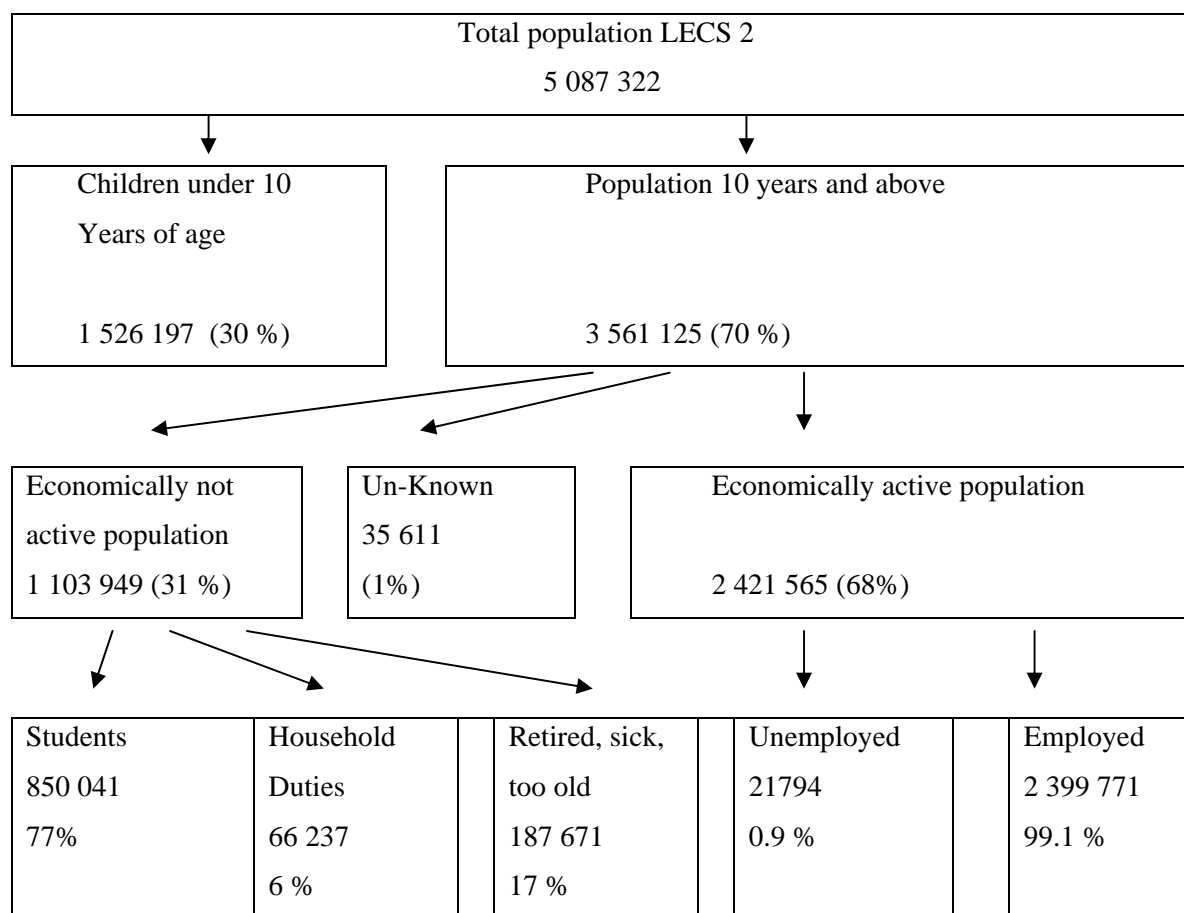 Total population LECS 2
5 087 322
Children under 10
Years of age
1 526 197 (30 %)
Population 10 years and above
3 561 125 (70 %)
Economically not
active population
1 103 949 (31 %)
Un-Known
35 611
(1%)
Economically active population
2 421 565 (68%)
Students
850 041
77%
Household
Duties
66 237
6 %
Retired, sick,
too old
187 671
17 %
Unemployed
21794
0.9 %
Employed
2 399 771
99.1 %